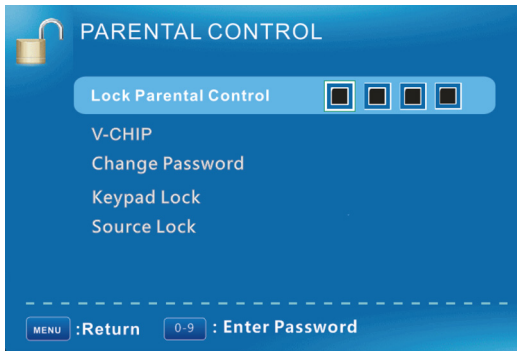 PARENTAL CONTROL
Lock Parental Control
V-CHIP
Change Password
Keypad Lock
Source Lock
MENU :Return 0-9 : Enter Password